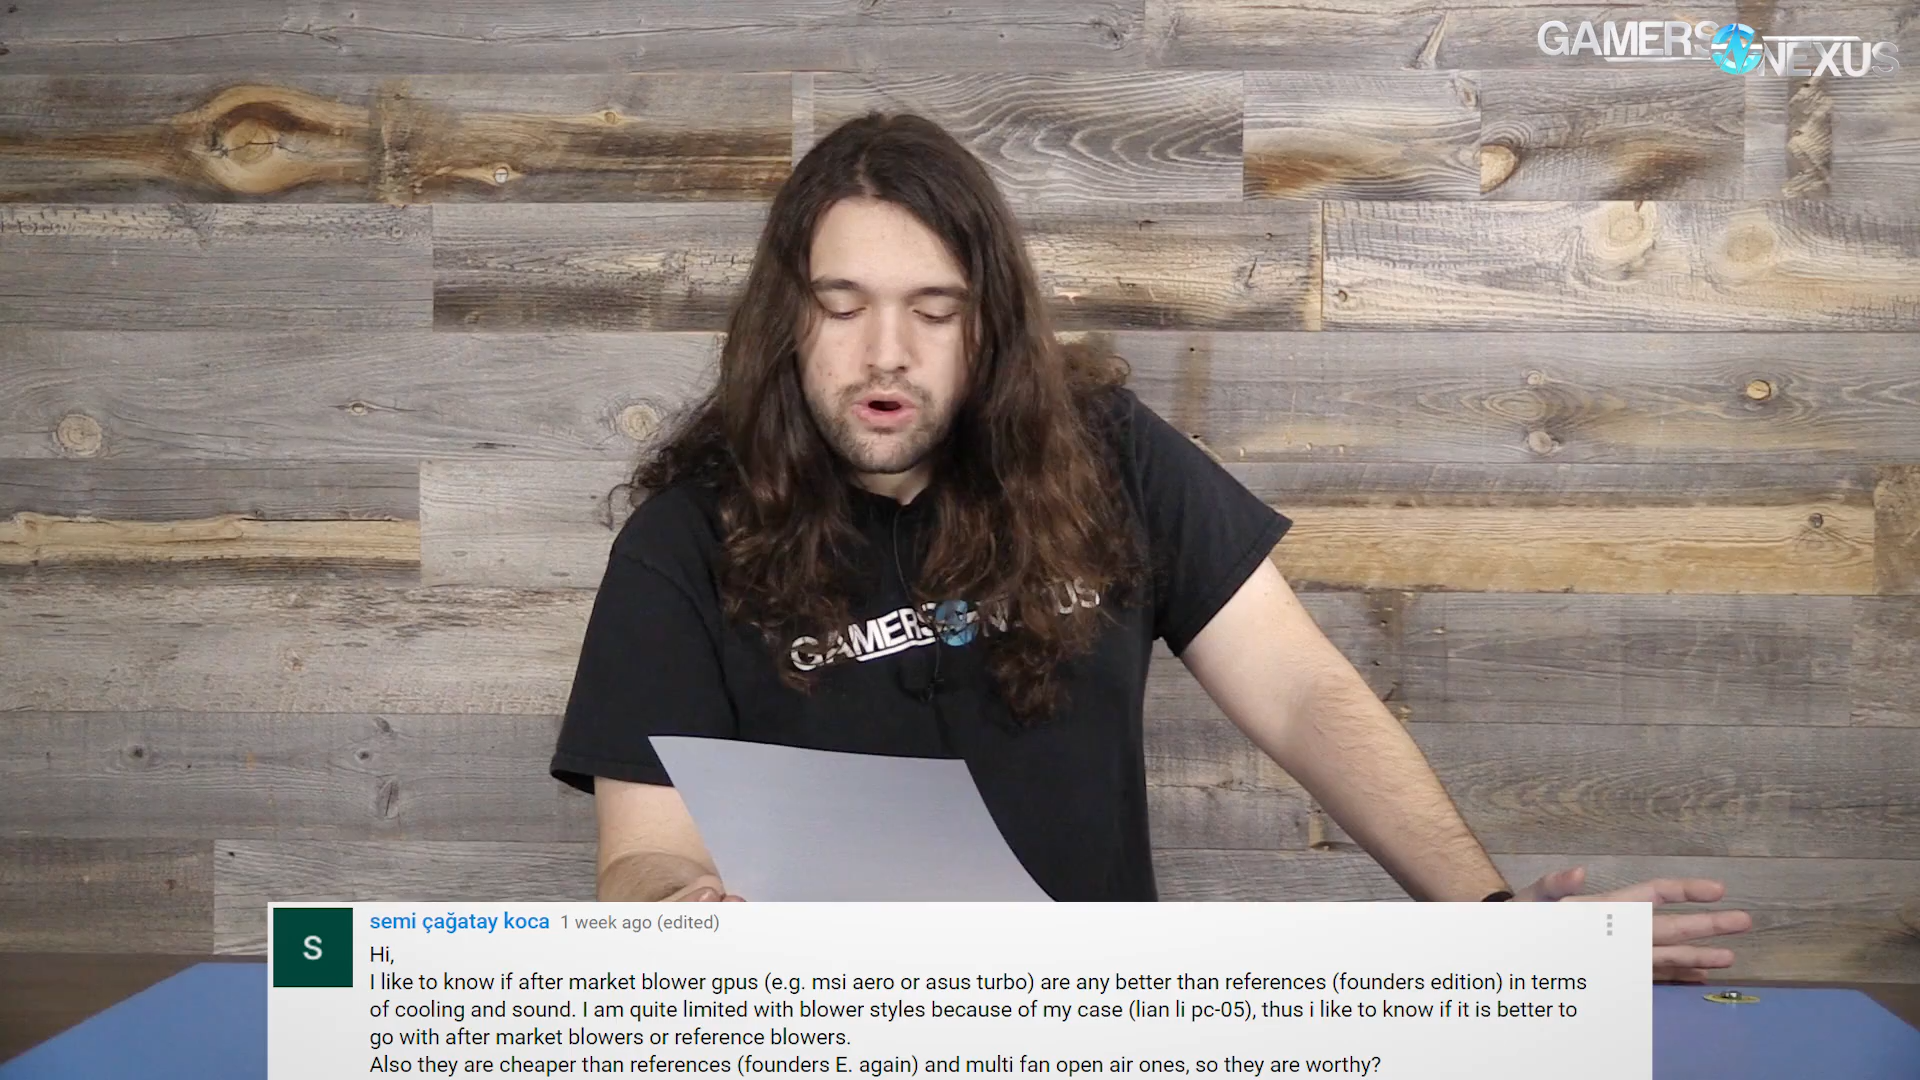 GAMERS NEXUS
GAMERS NEXUS
S
semi çağatay koca 1 week ago (edited)
Hi,
I like to know if after market blower gpus (e.g. msi aero or asus turbo) are any better than references (founders edition) in terms
of cooling and sound. I am quite limited with blower styles because of my case (lian li pc-05), thus i like to know if it is better to
go with after market blowers or reference blowers.
Also they are cheaper than references (founders E. again) and multi fan open air ones, so they are worthy?